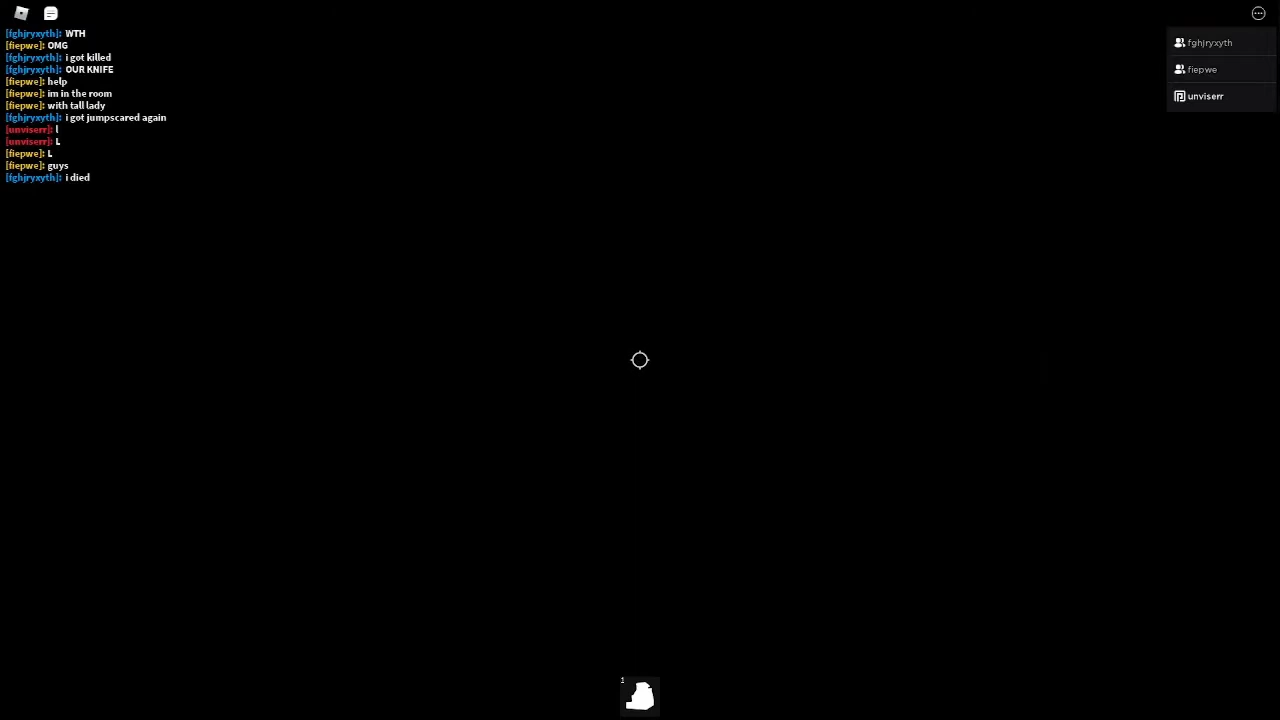 [fghjryxyth]: WTH
[fiepwe]: OMG
[fghjryxyth]: i got killed
[fghjryxyth]: OUR KNIFE
[fiepwe]: help
[fiepwe]: im in the room
[fiepwe]: with tall lady
[fghjryxyth]: i got jumpscared again
[unviserr]: l
[unviserr]: L
[fiepwe]: L
[fiepwe]: guys
[fghjryxyth]: i died
fghjryxyth
fiepwe
unviserr
1